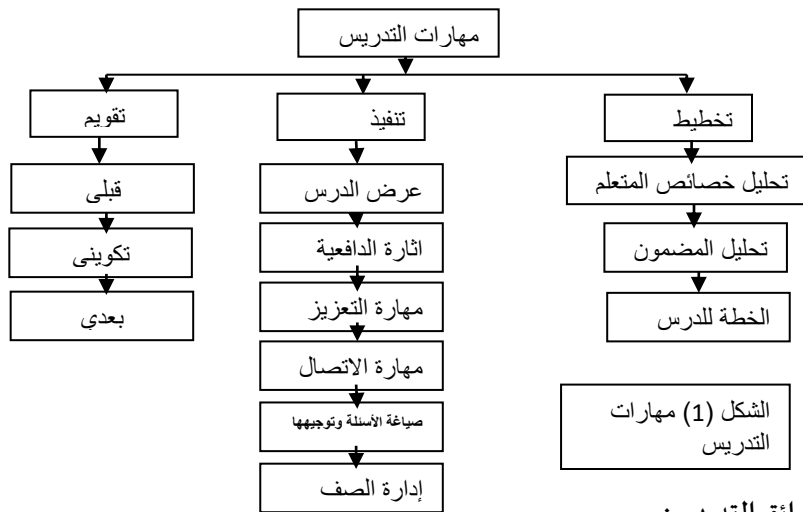 مهارات التدريس
تخطيط
تنفيذ
تقويم
تحليل خصائص المتعلم
عرض الدرس
قبلى
تحليل المضمون
اثارة الدافعية
تكوينى
الخطة للدرس
مهارة التعزيز
بعدى
مهارة الاتصال
صياغة الأسئلة وتوجيهها
إدارة الصف
الشكل (1) مهارات
التدريس